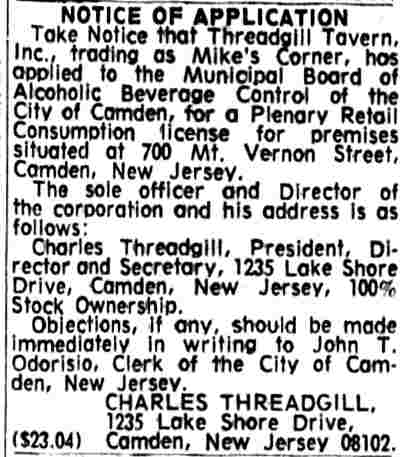 NOTICE OF APPLICATION
Take Notice that Threadgill Tavern,
Inc., trading as Mike's Corner, has
applied to the Municipal Board of
Alcoholic Beverage Control of the
City of Camden, for a Plenary Retail
Consumption license for premises
situated at 700 Mt. Vernon Street,
Camden, New Jersey.
The sole officer and Director of
the corporation and his address is as
follows:
Charles Threadgill, President, Di-
rector and Secretary, 1235 Lake Shore
Drive, Camden, New Jersey, 100%
Stock Ownership.
Objections, if any, should be made
immediately in writing to John T.
Odorisio, Clerk of the City of Cam-
den, New Jersey.
CHARLES THREADGILL,
1235 Lake Shore Drive,
($23.04) Camden, New Jersey 08102.